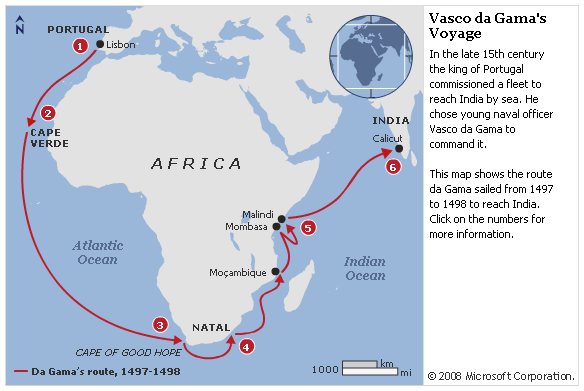 N
PORTUGAL
1
Lisbon
2
CAPE
VERDE
AFRICA
INDIA
Calicut
6
Malindi
Mombasa
5
Atlantic
Ocean
Moçambique
Indian
Ocean
3
NATAL
4
CAPE OF GOOD HOPE
Da Gama's route, 1497-1498
1000
km
mi
Vasco da Gama's
Voyage
In the late 15th century
the king of Portugal
commissioned a fleet to
reach India by sea. He
chose young naval officer
Vasco da Gama to
command it.
This map shows the route
da Gama sailed from 1497
to 1498 to reach India.
Click on the numbers for
more information.
© 2008 Microsoft Corporation.